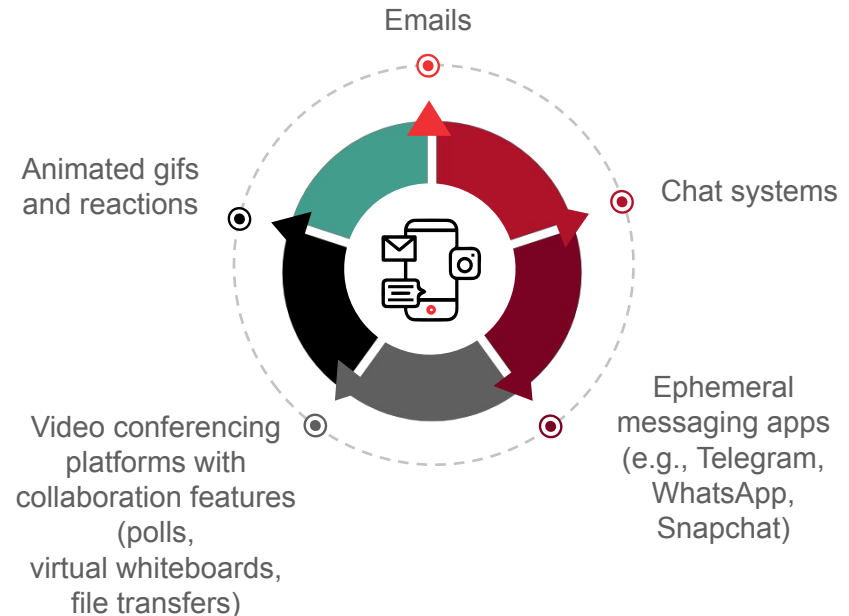 Emails
Chat systems
Ephemeral
messaging apps
(e.g., Telegram,
WhatsApp,
Snapchat)
Video conferencing
platforms with
collaboration features
(polls,
virtual whiteboards,
file transfers)
Animated gifs
and reactions